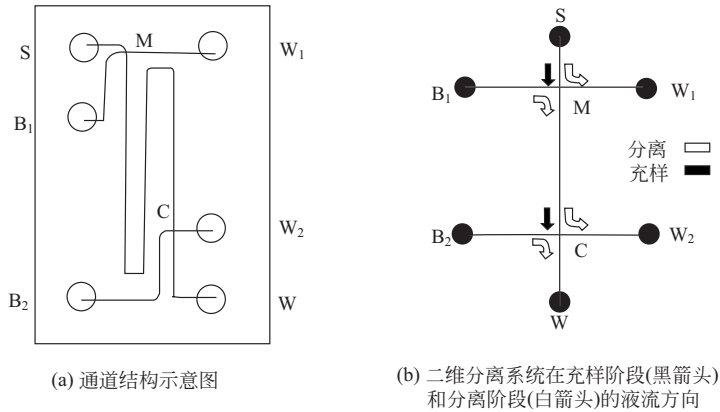 S
M
W₁
B₁
C
W₂
B₂
W
(a) 通道结构示意图
S
B₁
W₁
M
分离
充样
B₂
W₂
C
W
(b) 二维分离系统在充样阶段(黑箭头)
和分离阶段(白箭头)的液流方向